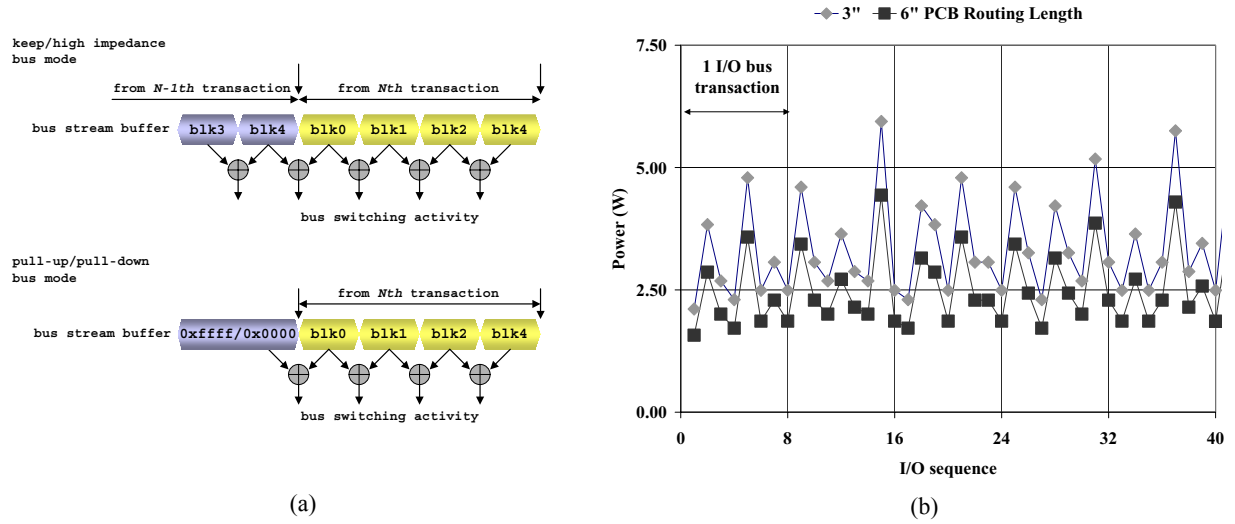 keep/high impedance
bus mode
from N-1th transaction
from Nth transaction
bus stream buffer
blk3
blk4
blk0
blk1
blk2
blk4
bus switching activity
pull-up/pull-down
bus mode
from Nth transaction
bus stream buffer
0xffff/0x0000
blk0
blk1
blk2
blk4
bus switching activity
(a)
3"
6" PCB Routing Length
7.50
5.00
2.50
0.00
Power (W)
1 I/O bus
transaction
0
8
16
24
32
40
I/O sequence
(b)